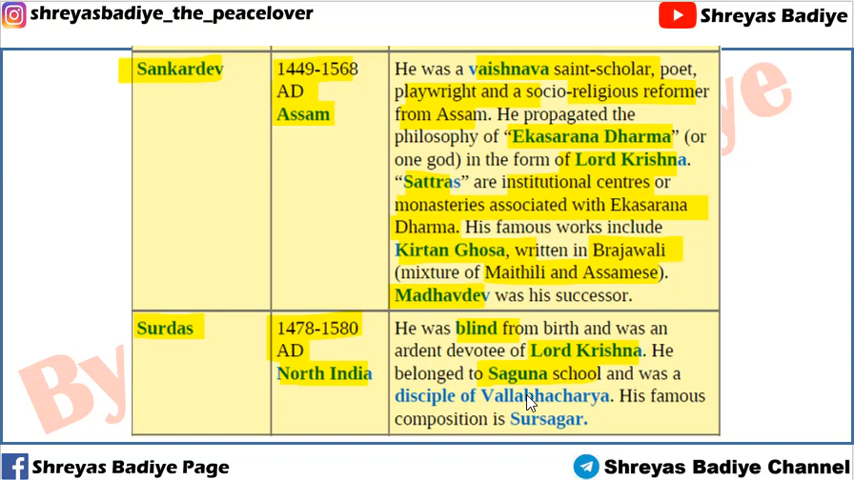 shreyasbadiye_the_peacelover
Shreyas Badiye
Sankardev
1449-1568
AD
Assam
He was a vaishnava saint-scholar, poet,
playwright and a socio-religious reformer
from Assam. He propagated the
philosophy of “Ekasarana Dharma” (or
one god) in the form of Lord Krishna.
“Sattras” are institutional centres or
monasteries associated with Ekasarana
Dharma. His famous works include
Kirtan Ghosa, written in Brajawali
(mixture of Maithili and Assamese).
Madhavdev was his successor.
Surdas
1478-1580
AD
North India
He was blind from birth and was an
ardent devotee of Lord Krishna. He
belonged to Saguna school and was a
disciple of Vallabhacharya. His famous
composition is Sursagar.
By
ye
Shreyas Badiye Page
Shreyas Badiye Channel